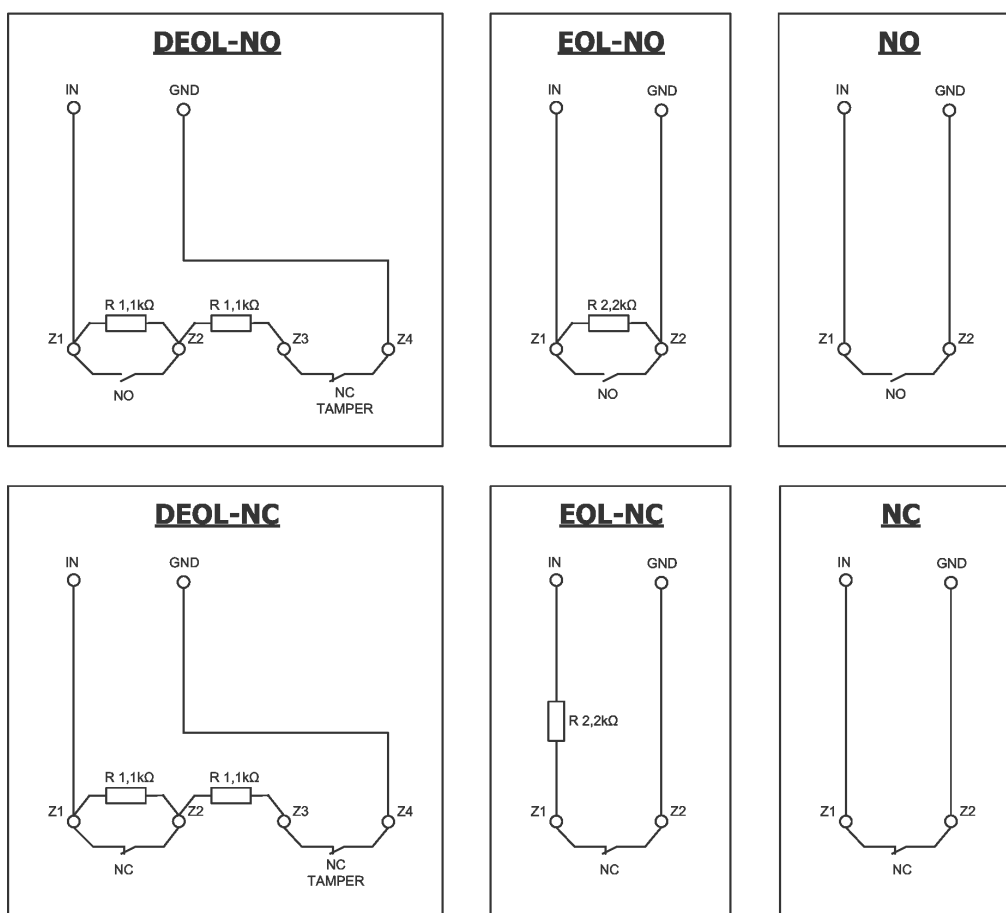 DEOL-NO
IN
GND
R 1,1kΩ
R 1,1kΩ
Z1
Z2
Z3
Z4
NO
NC
TAMPER
EOL-NO
IN
GND
R 2,2kΩ
Z1
Z2
NO
NO
IN
GND
Z1
Z2
NO
DEOL-NC
IN
GND
R 1,1kΩ
R 1,1kΩ
Z1
Z2
Z3
Z4
NC
NC
TAMPER
EOL-NC
IN
GND
R 2,2kΩ
Z1
Z2
NC
NC
IN
GND
Z1
Z2
NC